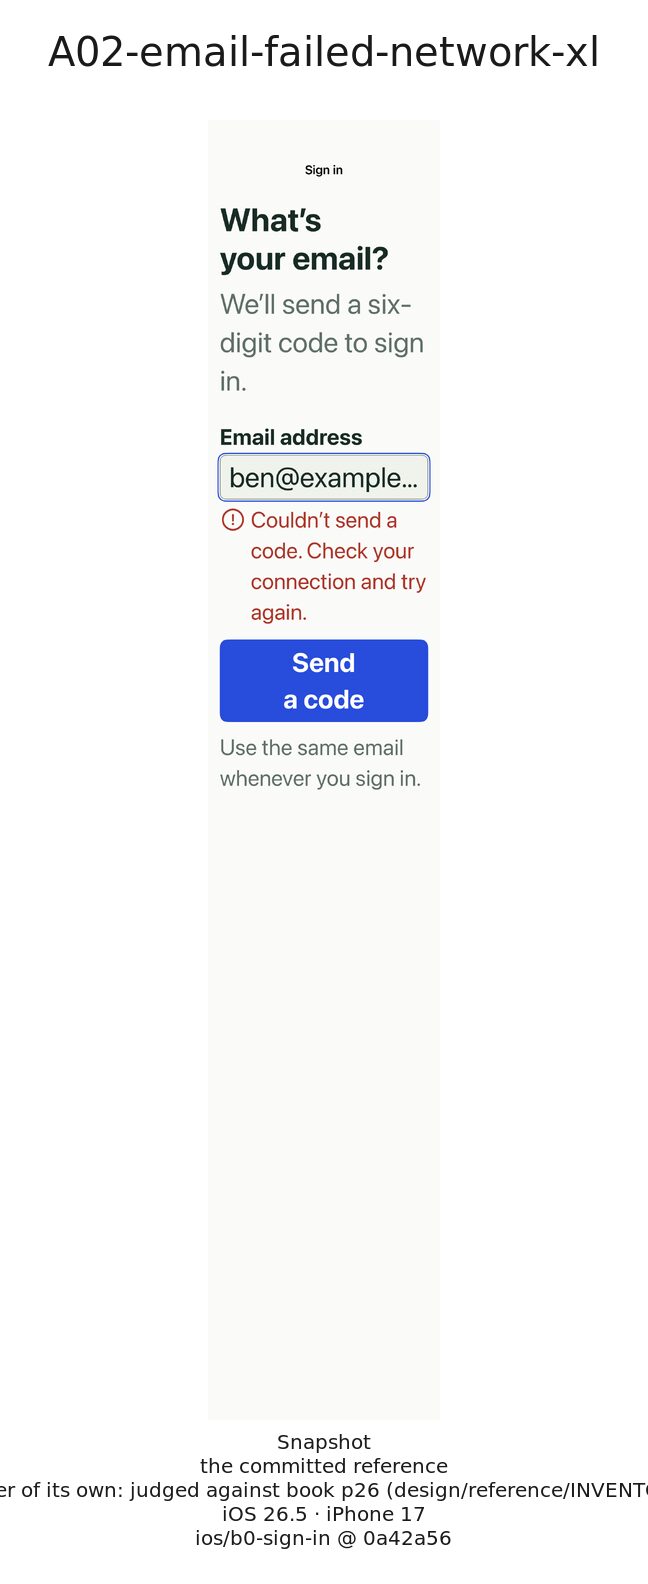 A02-email-failed-network-xl
Sign in
What’s
your email?
We’ll send a six-
digit code to sign
in.
Email address
ben@example…
Couldn’t send a
code. Check your
connection and try
again.
Send
a code
Use the same email
whenever you sign in.
Snapshot
the committed reference
er of its own: judged against book p26 (design/reference/INVENTO
iOS 26.5 · iPhone 17
ios/b0-sign-in @ 0a42a56